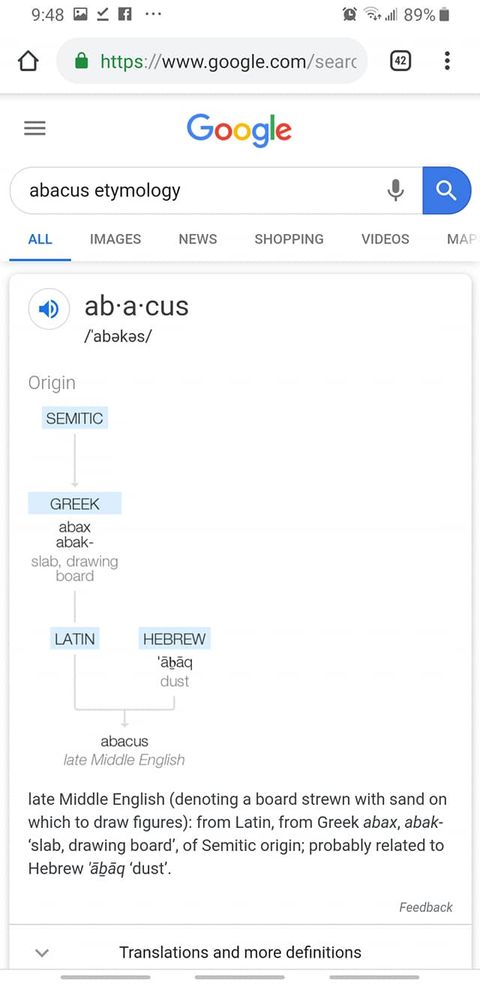 9:48 89%
https://www.google.com/searc 42
Google
abacus etymology
ALL IMAGES NEWS SHOPPING VIDEOS MAP
ab·a·cus
/ˈabəkəs/
Origin
SEMITIC
GREEK
abax
abak-
slab, drawing
board
LATIN HEBREW
'āḇāq
dust
abacus
late Middle English
late Middle English (denoting a board strewn with sand on
which to draw figures): from Latin, from Greek abax, abak-
‘slab, drawing board’, of Semitic origin; probably related to
Hebrew 'āḇāq ‘dust’.
Feedback
Translations and more definitions